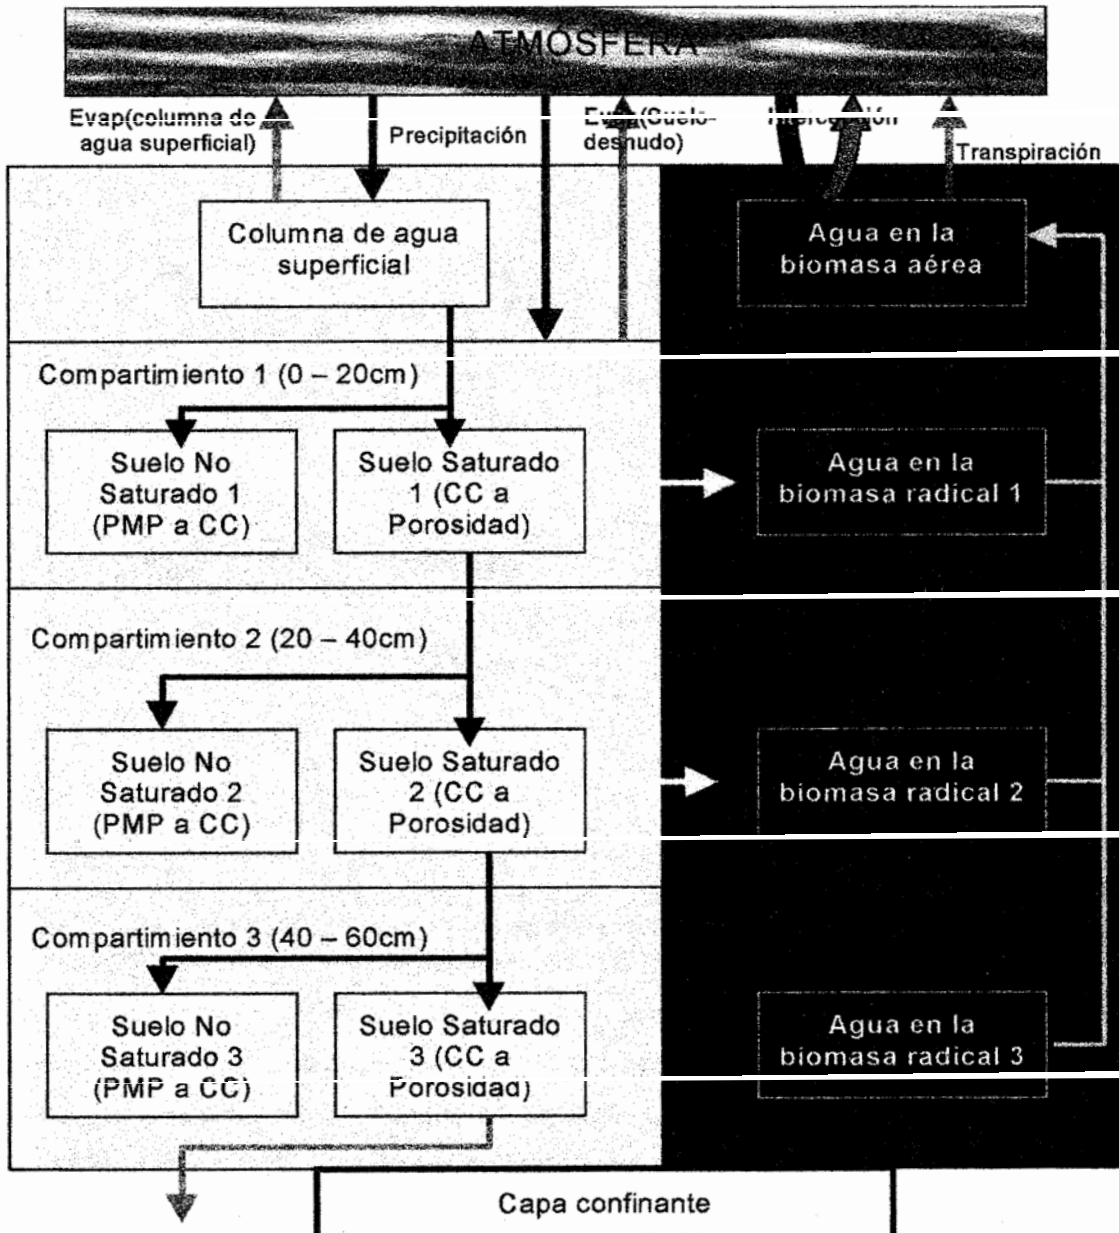 ATMÓSFERA
Evap(columna de
agua superficial)
Precipitación
Evap(Suelo-
desnudo)
Intercepción
Transpiración
Columna de agua
superficial
Agua en la
biomasa aérea
Compartimiento 1 (0 – 20cm)
Suelo No
Saturado 1
(PMP a CC)
Suelo Saturado
1 (CC a
Porosidad)
Agua en la
biomasa radical 1
Compartimiento 2 (20 – 40cm)
Suelo No
Saturado 2
(PMP a CC)
Suelo Saturado
2 (CC a
Porosidad)
Agua en la
biomasa radical 2
Compartimiento 3 (40 – 60cm)
Suelo No
Saturado 3
(PMP a CC)
Suelo Saturado
3 (CC a
Porosidad)
Agua en la
biomasa radical 3
Capa confinante